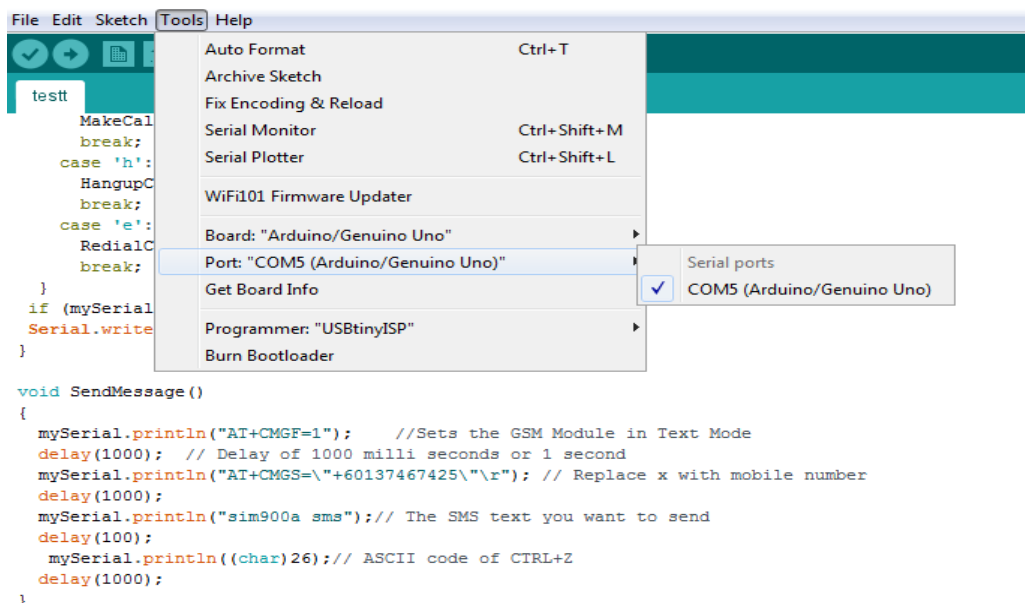 File Edit Sketch Tools Help
Auto Format Ctrl+T
Archive Sketch
Fix Encoding & Reload
Serial Monitor Ctrl+Shift+M
Serial Plotter Ctrl+Shift+L
WiFi101 Firmware Updater
Board: "Arduino/Genuino Uno"
Port: "COM5 (Arduino/Genuino Uno)"
Get Board Info
Programmer: "USBtinyISP"
Burn Bootloader
Serial ports
COM5 (Arduino/Genuino Uno)
testt
MakeCal
break;
case 'h':
HangupC
break;
case 'e':
RedialC
break;
}
if (mySerial
Serial.write
}
void SendMessage()
{
mySerial.println("AT+CMGF=1"); //Sets the GSM Module in Text Mode
delay(1000); // Delay of 1000 milli seconds or 1 second
mySerial.println("AT+CMGS=\"+60137467425\"\r"); // Replace x with mobile number
delay(1000);
mySerial.println("sim900a sms");// The SMS text you want to send
delay(100);
mySerial.println((char)26);// ASCII code of CTRL+Z
delay(1000);
}